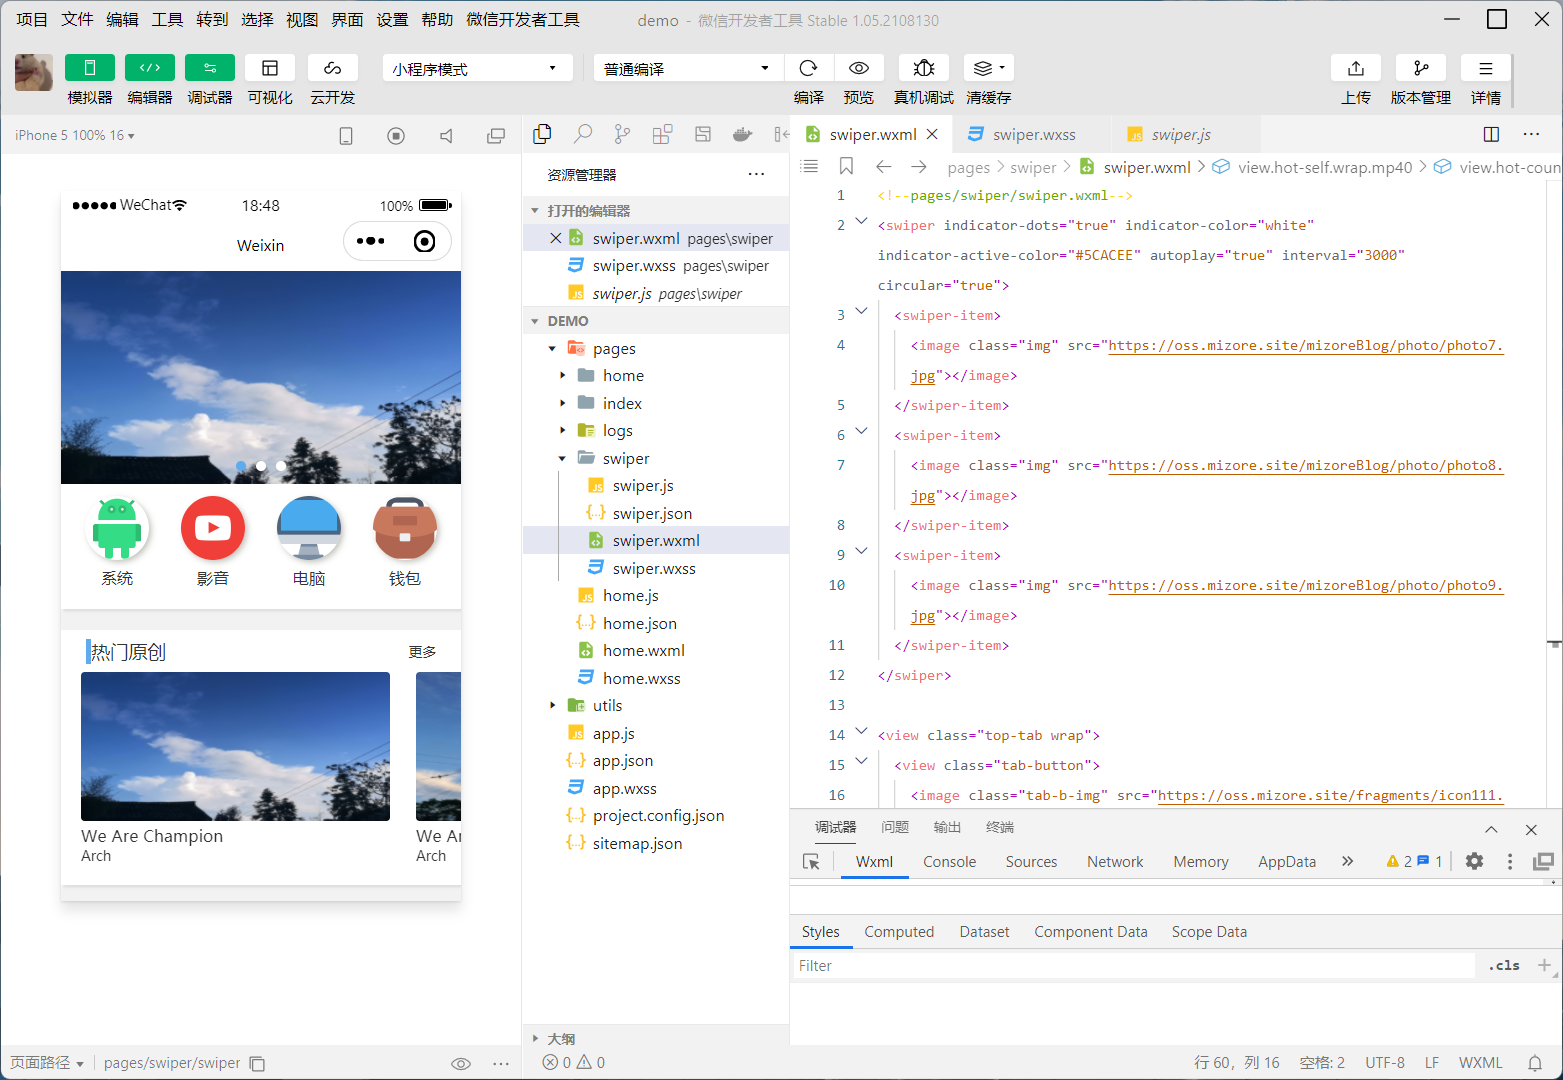 项目 文件 编辑 工具 转到 选择 视图 界面 设置 帮助 微信开发者工具
demo - 微信开发者工具 Stable 1.05.2108130
模拟器 编辑器 调试器 可视化 云开发
小程序模式
普通编译
编译 预览 真机调试 清缓存
上传 版本管理 详情
iPhone 5 100% 16
WeChat
18:48
100%
Weixin
系统 影音 电脑 钱包
热门原创
更多
We Are Champion
Arch
We Ar
Arch
页面路径
pages/swiper/swiper
资源管理器
打开的编辑器
swiper.wxml pages\swiper
swiper.wxss pages\swiper
swiper.js pages\swiper
DEMO
pages
home
index
logs
swiper
swiper.js
swiper.json
swiper.wxml
swiper.wxss
home.js
home.json
home.wxml
home.wxss
utils
app.js
app.json
app.wxss
project.config.json
sitemap.json
大纲
0 0
swiper.wxml
swiper.wxss
swiper.js
pages > swiper > swiper.wxml > view.hot-self.wrap.mp40 > view.hot-coun
1 <!--pages/swiper/swiper.wxml-->
2 <swiper indicator-dots="true" indicator-color="white"
indicator-active-color="#5CACEE" autoplay="true" interval="3000"
circular="true">
3 <swiper-item>
4 <image class="img" src="https://oss.mizore.site/mizoreBlog/photo/photo7.
jpg"></image>
5 </swiper-item>
6 <swiper-item>
7 <image class="img" src="https://oss.mizore.site/mizoreBlog/photo/photo8.
jpg"></image>
8 </swiper-item>
9 <swiper-item>
10 <image class="img" src="https://oss.mizore.site/mizoreBlog/photo/photo9.
jpg"></image>
11 </swiper-item>
12 </swiper>
13
14 <view class="top-tab wrap">
15 <view class="tab-button">
16 <image class="tab-b-img" src="https://oss.mizore.site/fragments/icon111.
调试器 问题 输出 终端
Wxml Console Sources Network Memory AppData » 2 1
Styles Computed Dataset Component Data Scope Data
Filter
.cls
行 60，列 16 空格: 2 UTF-8 LF WXML